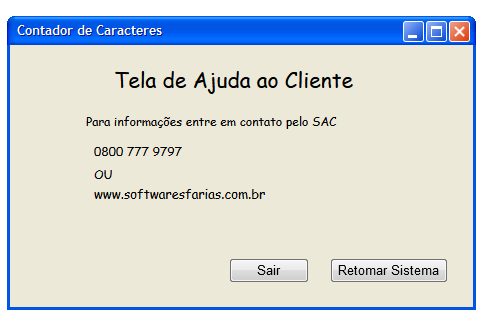 Contador de Caracteres
Tela de Ajuda ao Cliente
Para informações entre em contato pelo SAC
0800 777 9797
OU
www.softwaresfarias.com.br
Sair
Retomar Sistema